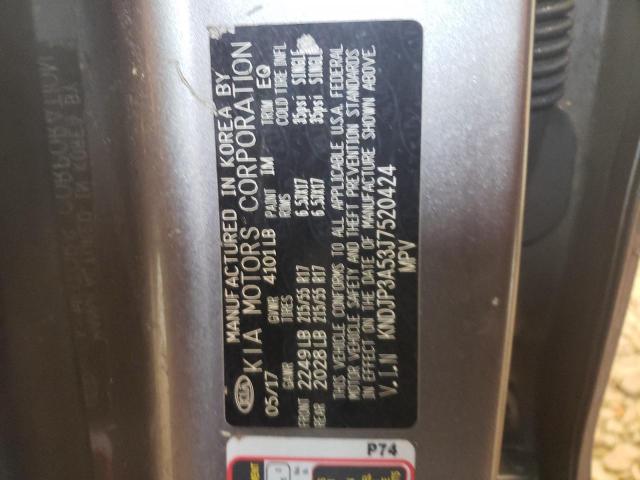 KIA
MANUFACTURED IN KOREA BY
KIA MOTORS CORPORATION
05/17 GVWR 4101LB PAINT IM TRIM EQ
GAWR TIRES RIMS COLD TIRE INFL
FRONT 2249LB 215/55 R17 6.5JX17 35psi SINGLE
REAR 2028LB 215/55 R17 6.5JX17 35psi SINGLE
THIS VEHICLE CONFORMS TO ALL APPLICABLE U.S.A. FEDERAL
MOTOR VEHICLE SAFETY AND THEFT PREVENTION STANDARDS
IN EFFECT ON THE DATE OF MANUFACTURE SHOWN ABOVE.
V.I.N KNDJP3A53J7520424
MPV
P74